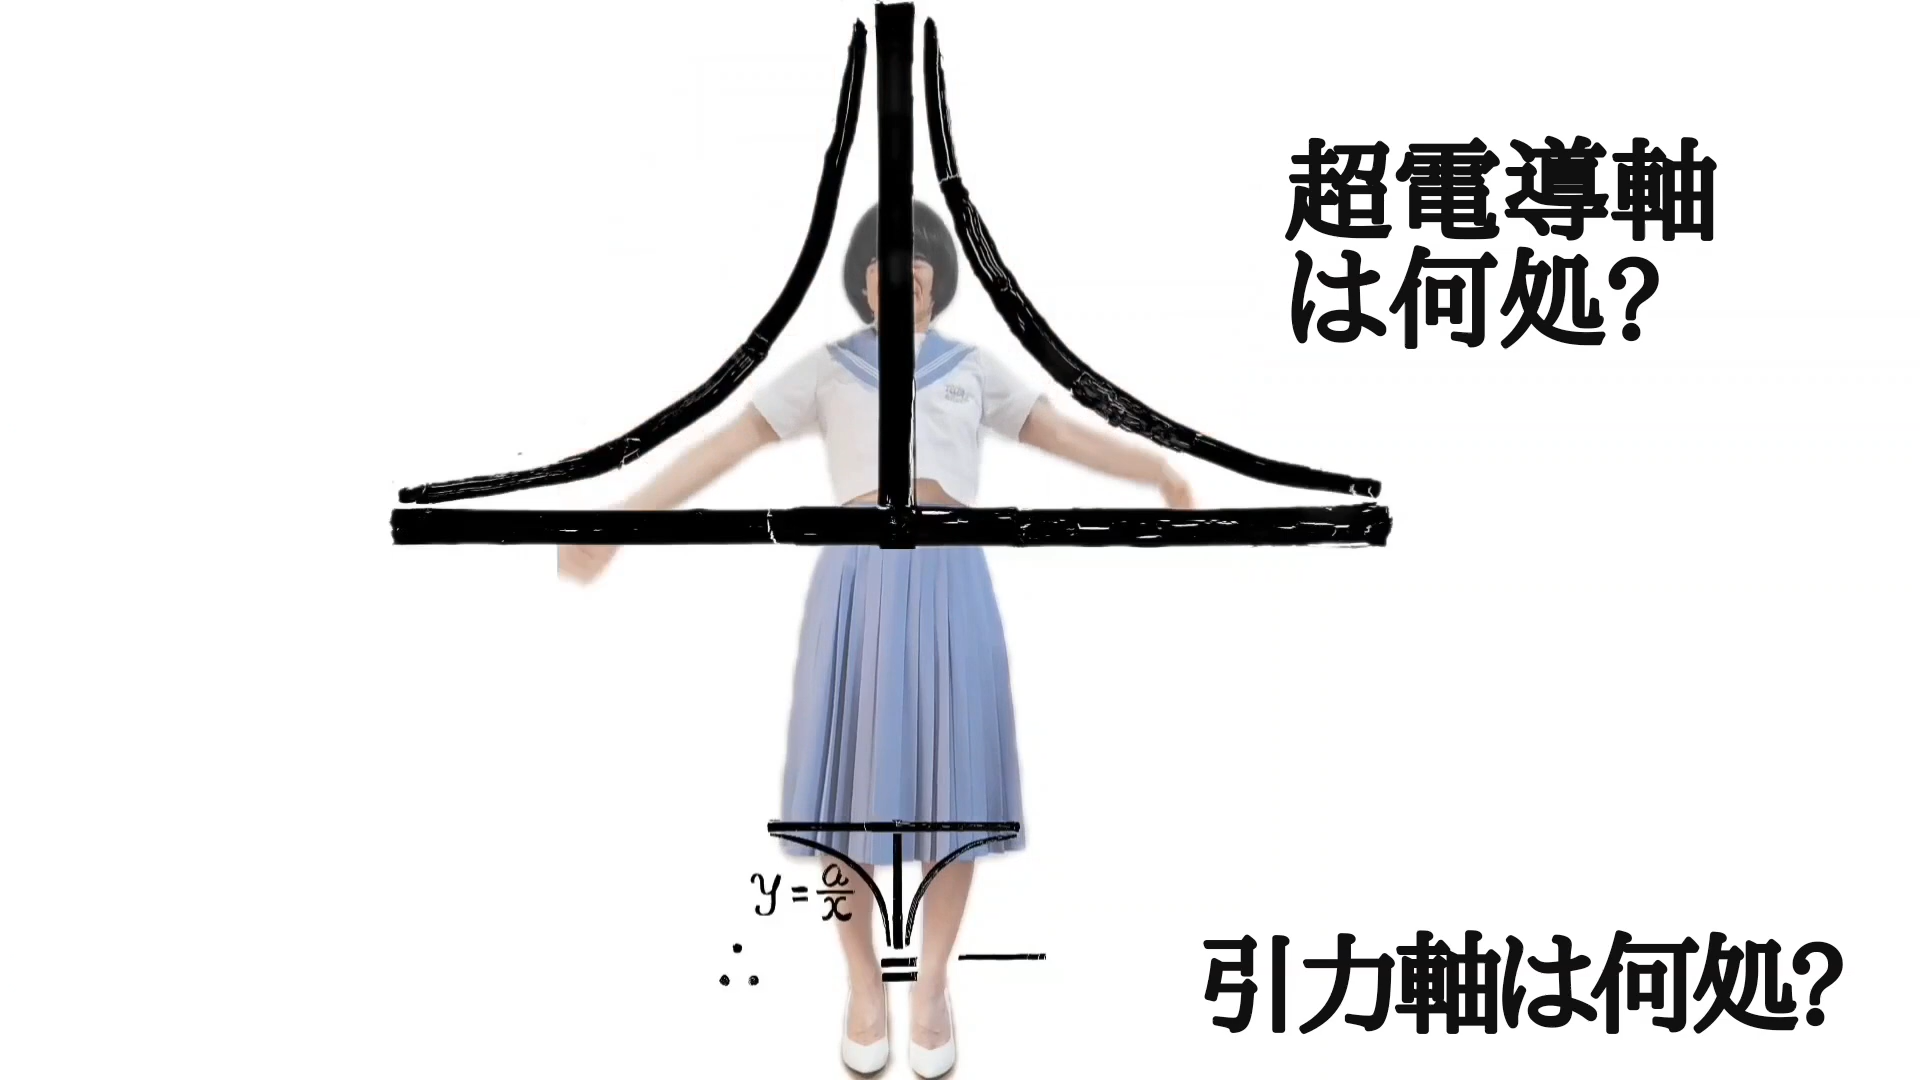 超電導軸
は何処?
y = a/x
∴ = —
引力軸は何処?